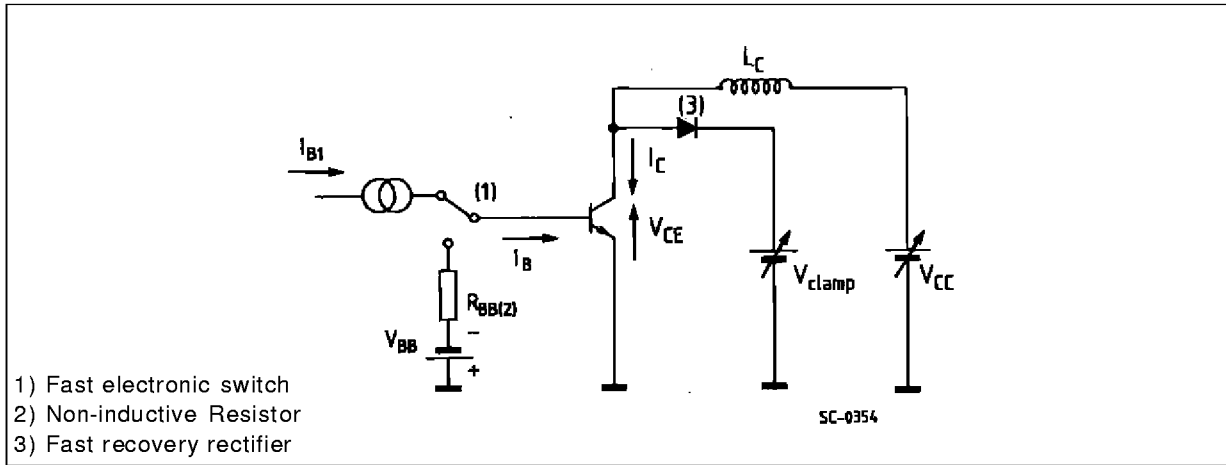 L_C
(3)
I_B1
(1)
I_C
V_CE
I_B
V_clamp
V_CC
R_BB(2)
V_BB
−
+
1) Fast electronic switch
2) Non-inductive Resistor
3) Fast recovery rectifier
SC-0354